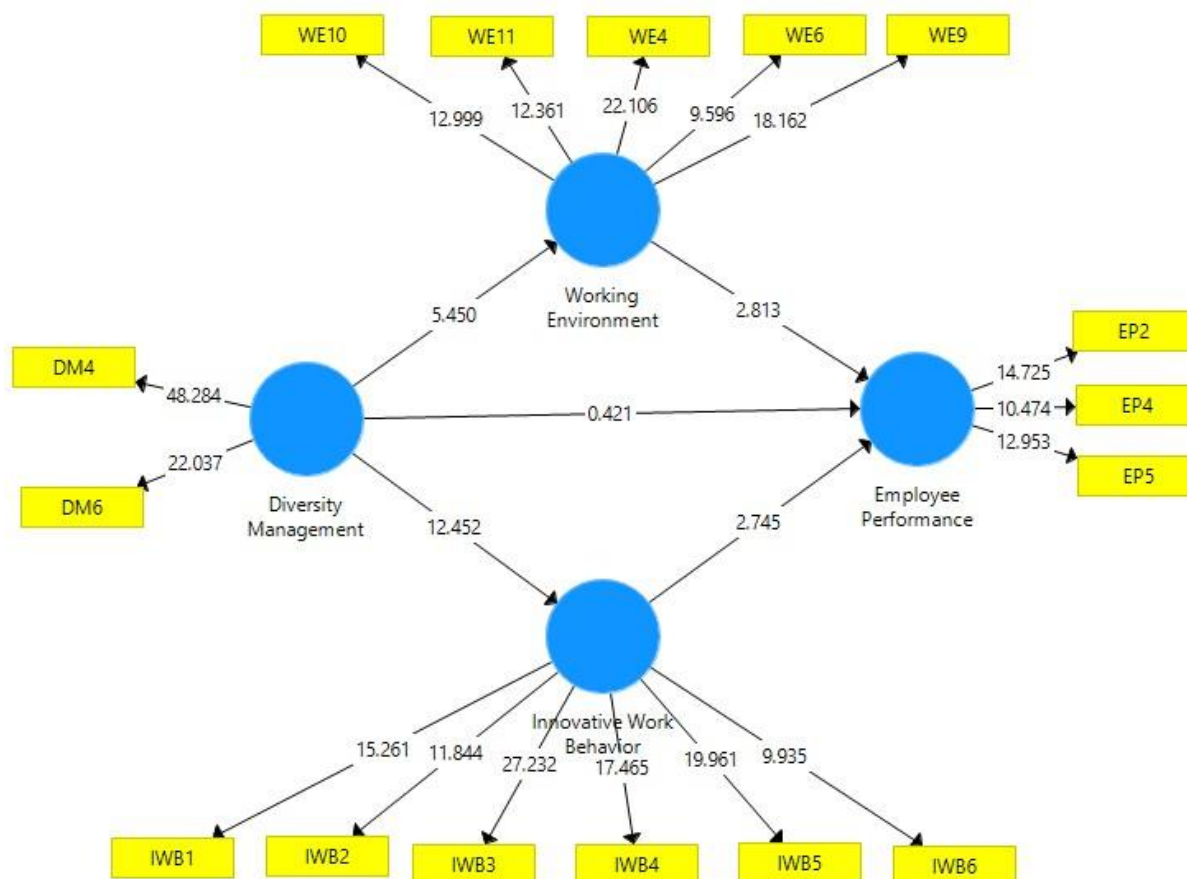 WE10
WE11
WE4
WE6
WE9
12.999
12.361
22.106
9.596
18.162
Working
Environment
5.450
2.813
DM4
48.284
22.037
DM6
Diversity
Management
0.421
EP2
14.725
EP4
10.474
12.953
EP5
Employee
Performance
12.452
2.745
Innovative Work
Behavior
15.261
11.844
27.232
17.465
19.961
9.935
IWB1
IWB2
IWB3
IWB4
IWB5
IWB6